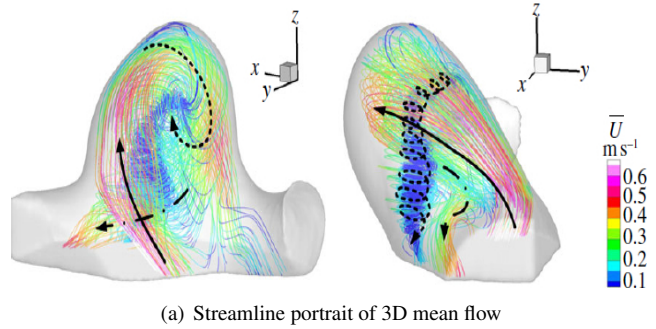 z
x
y
z
x
y
U̅
m s⁻¹
0.6
0.5
0.4
0.3
0.2
0.1
(a) Streamline portrait of 3D mean flow